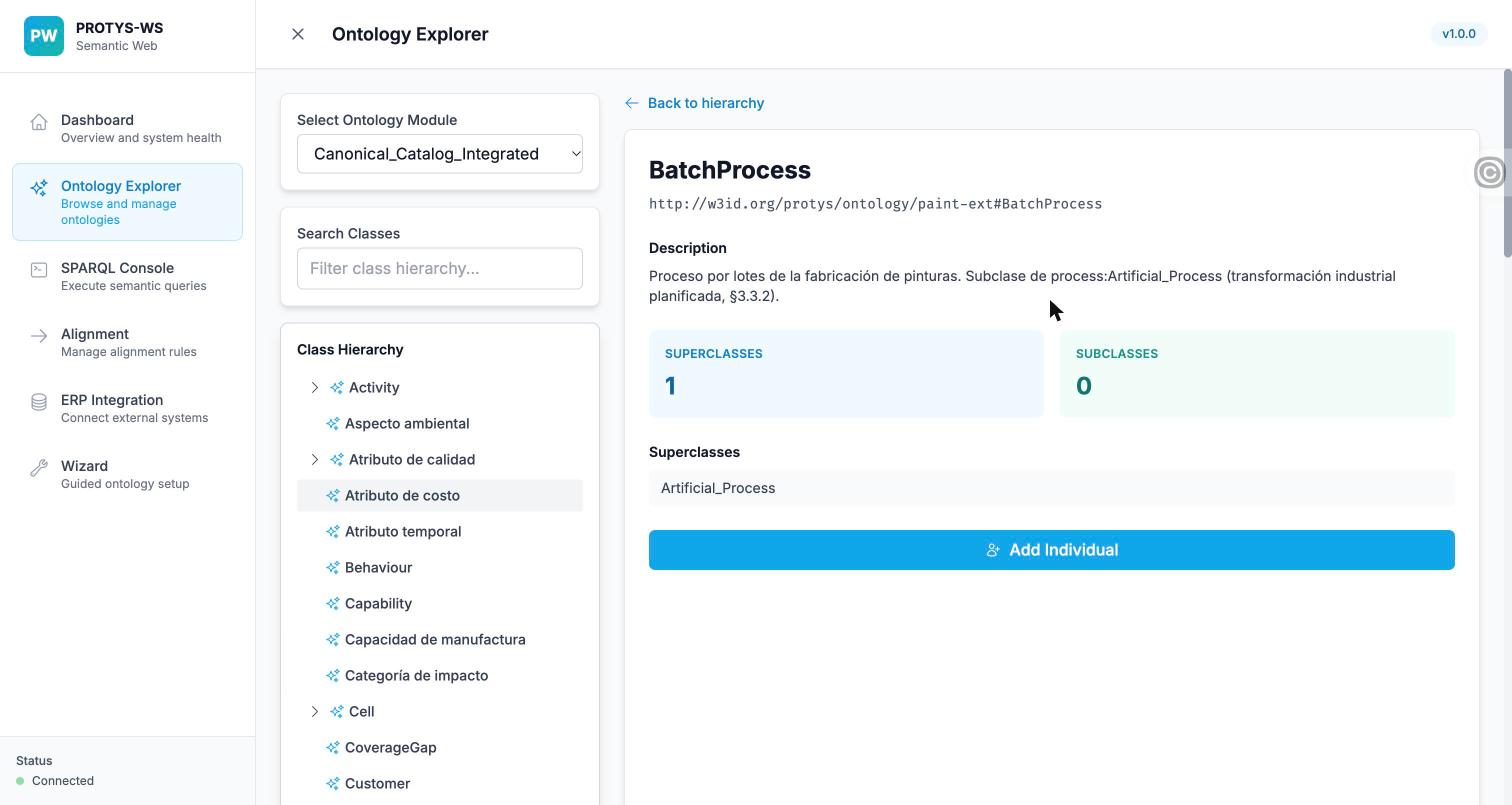 PW
PROTYS-WS
Semantic Web
Dashboard
Overview and system health
Ontology Explorer
Browse and manage
ontologies
SPARQL Console
Execute semantic queries
Alignment
Manage alignment rules
ERP Integration
Connect external systems
Wizard
Guided ontology setup
Status
Connected
Ontology Explorer
v1.0.0
Select Ontology Module
Canonical_Catalog_Integrated
Search Classes
Filter class hierarchy...
Class Hierarchy
Activity
Aspecto ambiental
Atributo de calidad
Atributo de costo
Atributo temporal
Behaviour
Capability
Capacidad de manufactura
Categoría de impacto
Cell
CoverageGap
Customer
Back to hierarchy
BatchProcess
http://w3id.org/protys/ontology/paint-ext#BatchProcess
Description
Proceso por lotes de la fabricación de pinturas. Subclase de process:Artificial_Process (transformación industrial
planificada, §3.3.2).
SUPERCLASSES
1
SUBCLASSES
0
Superclasses
Artificial_Process
Add Individual